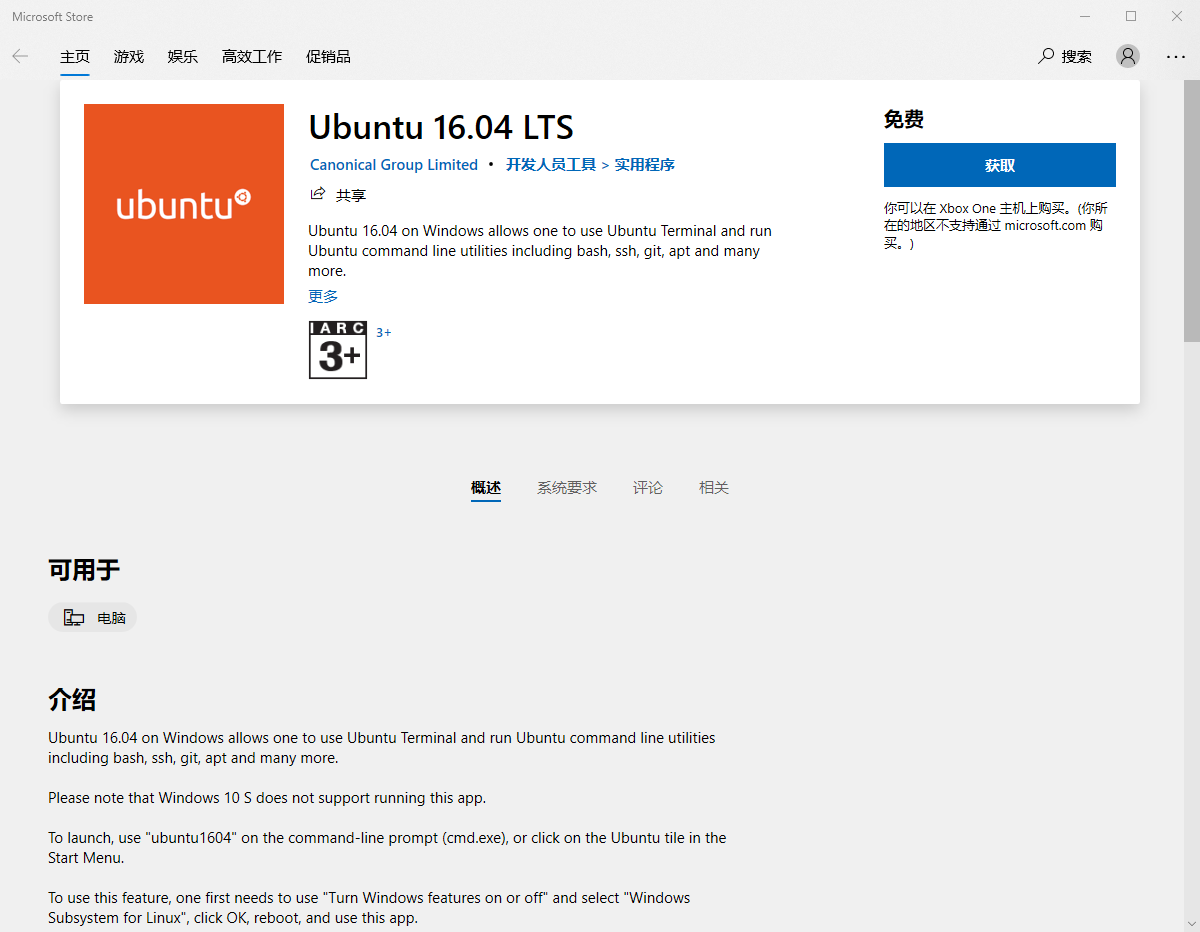 Microsoft Store
主页 游戏 娱乐 高效工作 促销品 搜索
ubuntu
Ubuntu 16.04 LTS
Canonical Group Limited • 开发人员工具 > 实用程序
共享
Ubuntu 16.04 on Windows allows one to use Ubuntu Terminal and run
Ubuntu command line utilities including bash, ssh, git, apt and many
more.
更多
IARC
3+
3+
免费
获取
你可以在 Xbox One 主机上购买。(你所
在的地区不支持通过 microsoft.com 购
买。)
概述 系统要求 评论 相关
可用于
电脑
介绍
Ubuntu 16.04 on Windows allows one to use Ubuntu Terminal and run Ubuntu command line utilities
including bash, ssh, git, apt and many more.
Please note that Windows 10 S does not support running this app.
To launch, use "ubuntu1604" on the command-line prompt (cmd.exe), or click on the Ubuntu tile in the
Start Menu.
To use this feature, one first needs to use "Turn Windows features on or off" and select "Windows
Subsystem for Linux", click OK, reboot, and use this app.